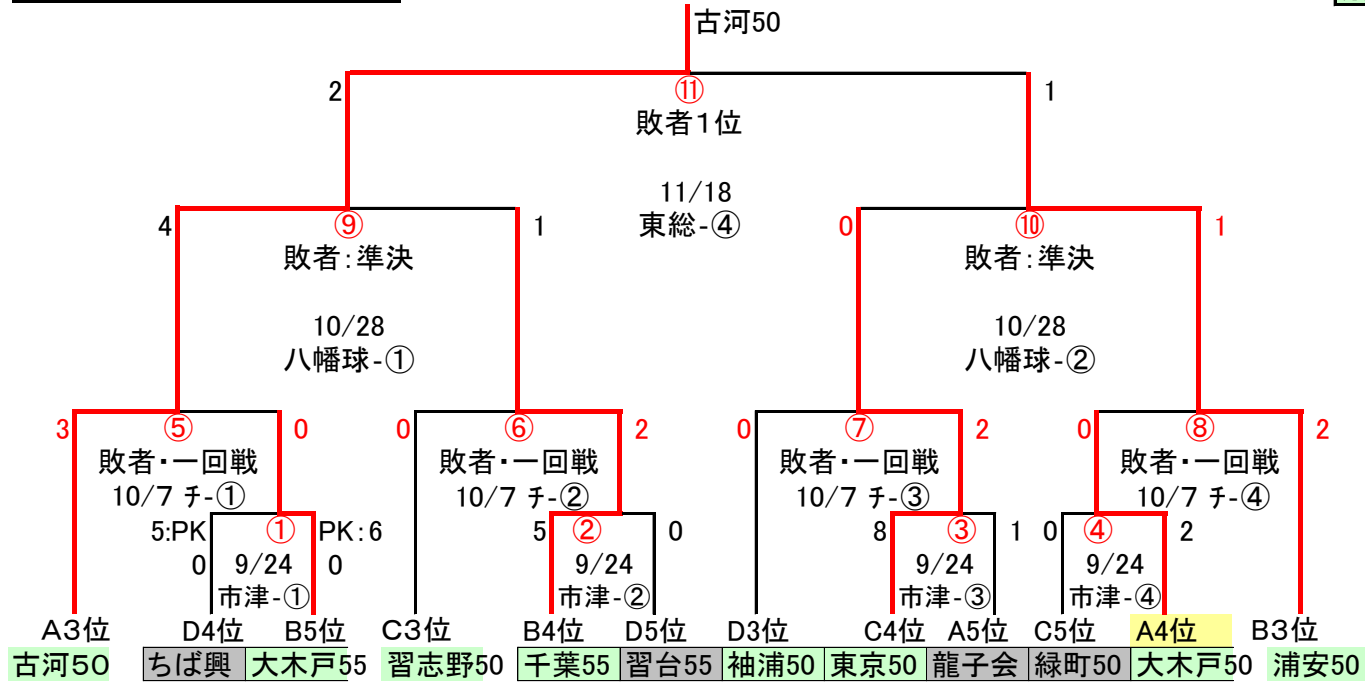 古河50
2 ⑪ 1
敗者1位
11/18
東総-④
4 ⑨ 1 0 ⑩ 1
敗者:準決 敗者:準決
10/28 10/28
八幡球-① 八幡球-②
3 ⑤ 0 0 ⑥ 2 0 ⑦ 2 0 ⑧ 2
敗者・一回戦 敗者・一回戦 敗者・一回戦 敗者・一回戦
10/7 チ-① 10/7 チ-② 10/7 チ-③ 10/7 チ-④
5:PK ① PK:6 5 ② 0 8 ③ 1 0 ④ 2
0 9/24 0 9/24 9/24 9/24
市津-① 市津-② 市津-③ 市津-④
A3位 D4位 B5位 C3位 B4位 D5位 D3位 C4位 A5位 C5位 A4位 B3位
古河50 ちば興 大木戸55 習志野50 千葉55 習台55 袖浦50 東京50 龍子会 緑町50 大木戸50 浦安50